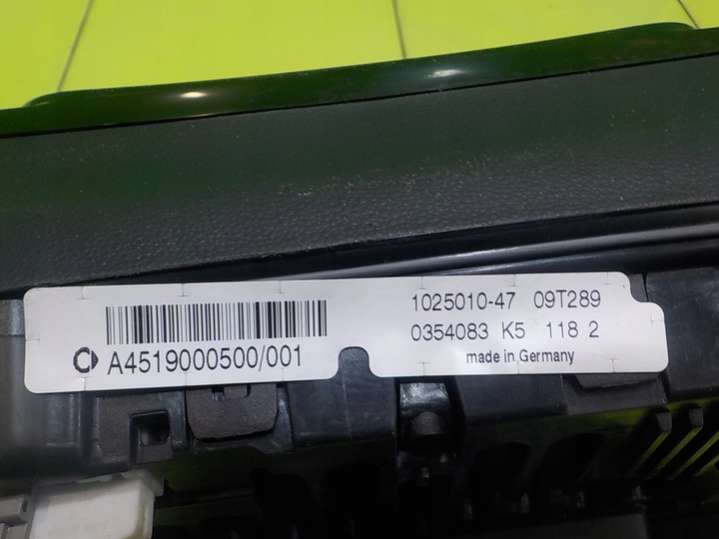 1025010-47 09T289
0354083 K5 118 2
made in Germany
A4519000500/001